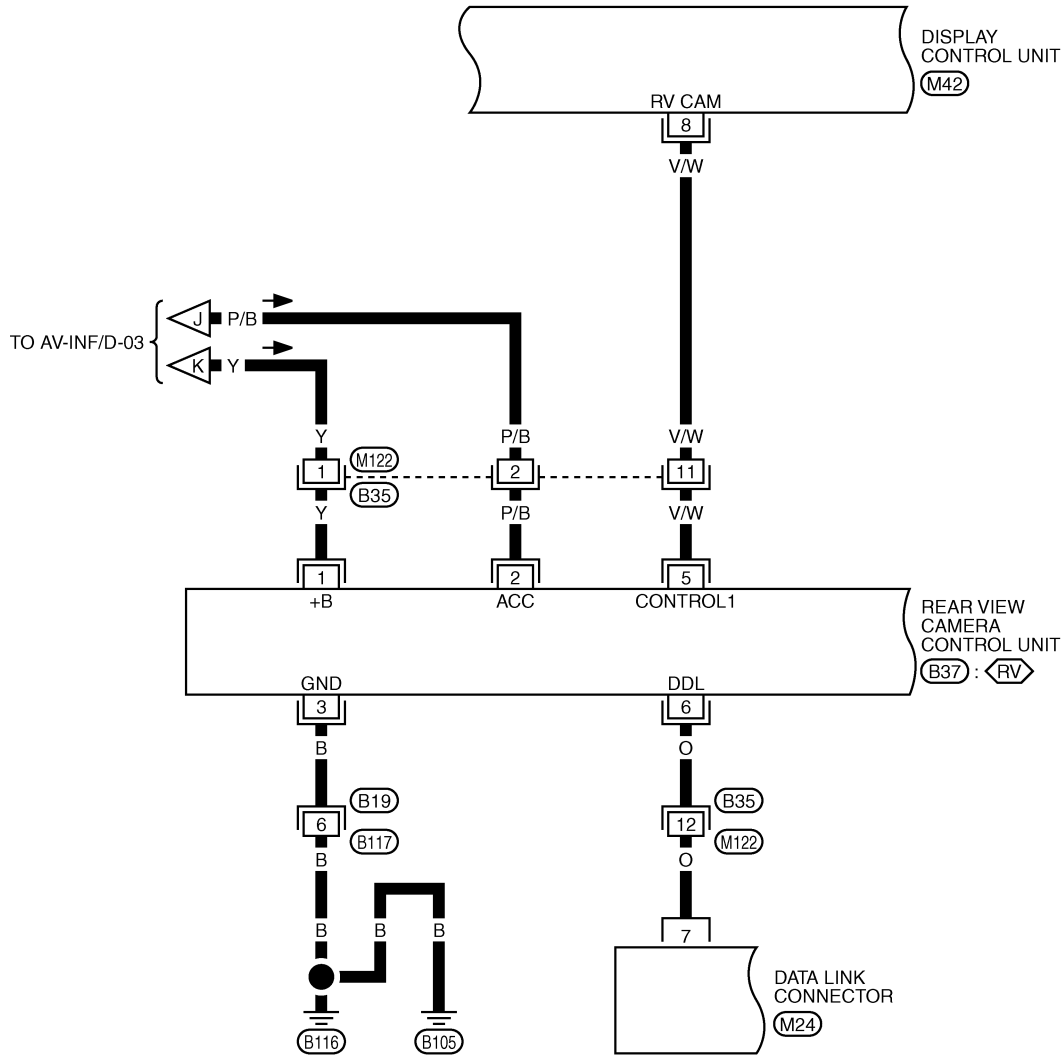 DISPLAY
CONTROL UNIT
M42
RV CAM
8
V/W
TO AV-INF/D-03
J P/B
K Y
Y P/B V/W
1 M122 2 11
B35
Y P/B V/W
1 2 5
+B ACC CONTROL1
REAR VIEW
CAMERA
CONTROL UNIT
B37 : RV
GND DDL
3 6
B O
B19 B35
6 12
B117 M122
B O
B B B
7
DATA LINK
CONNECTOR
M24
B116 B105